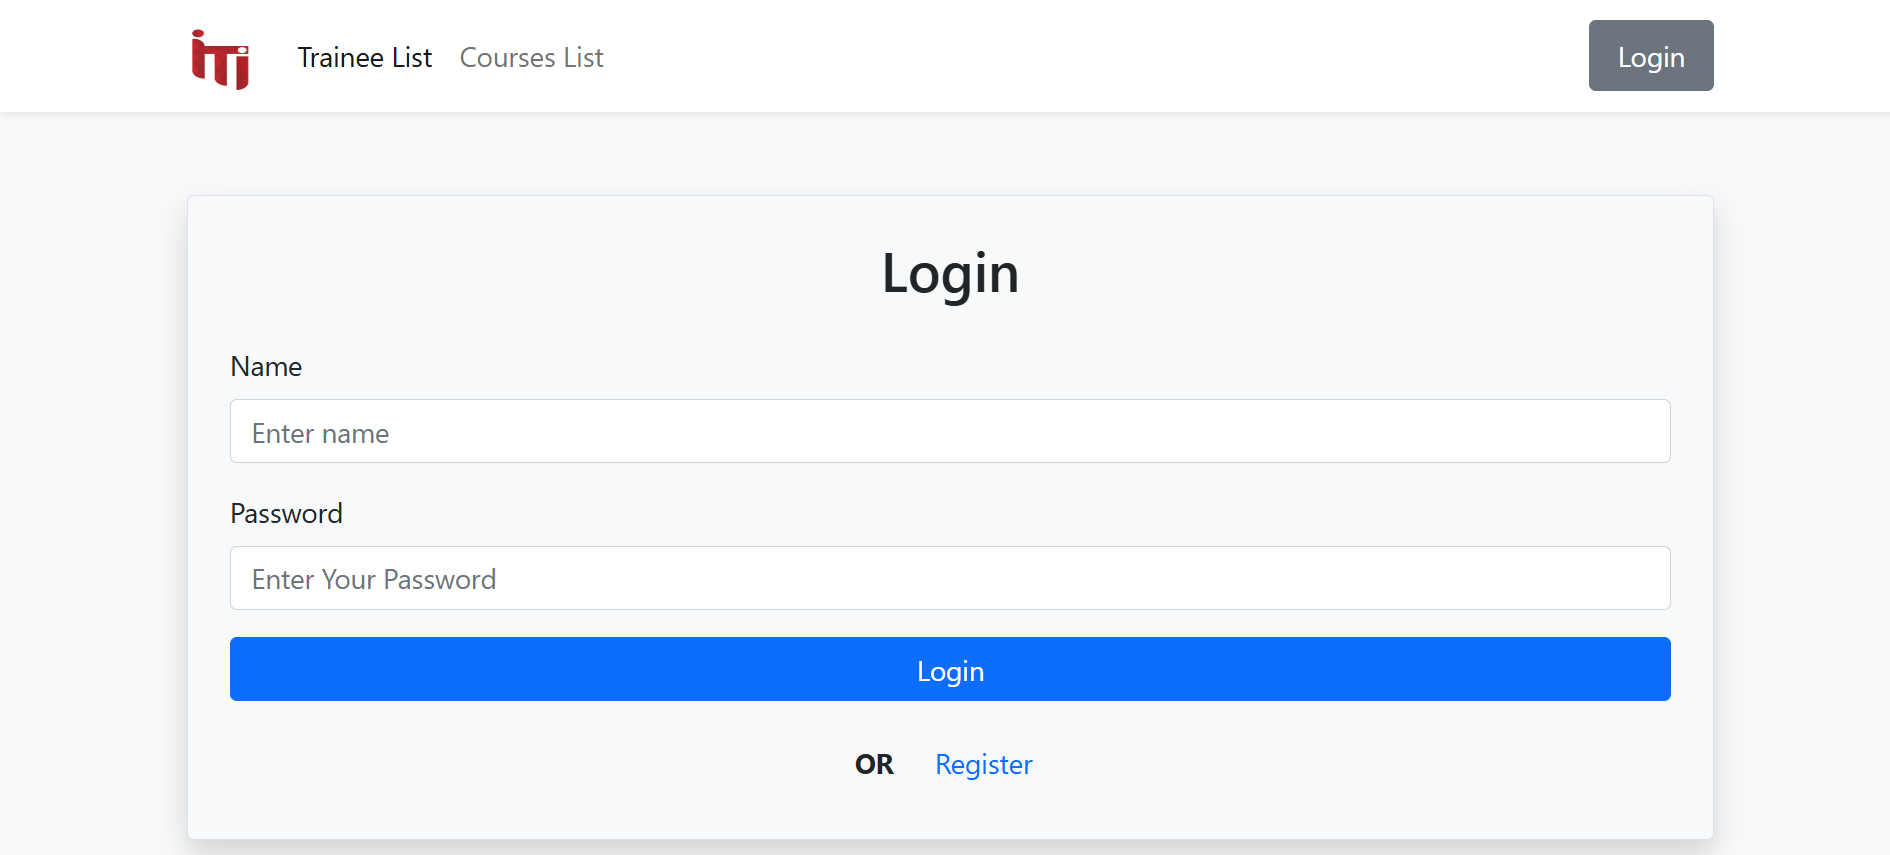 iTi
Trainee List
Courses List
Login
Login
Name
Enter name
Password
Enter Your Password
Login
OR Register